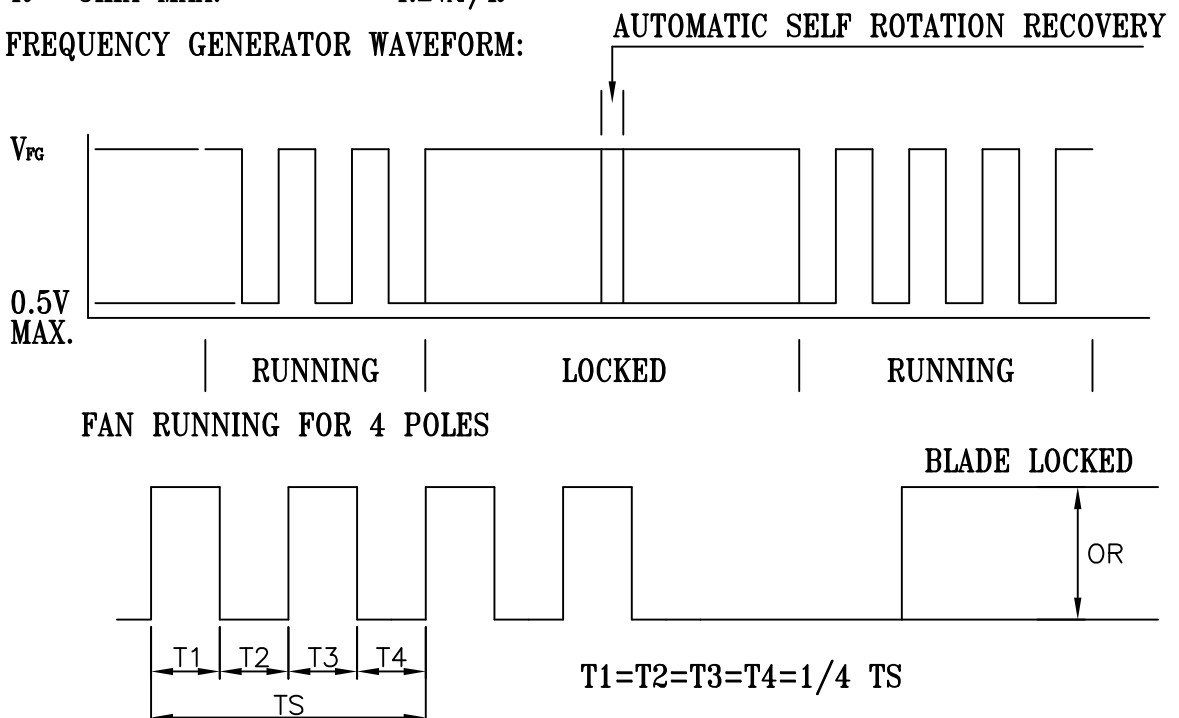 AUTOMATIC SELF ROTATION RECOVERY
FREQUENCY GENERATOR WAVEFORM:
VFG
0.5V
MAX.
RUNNING
LOCKED
RUNNING
FAN RUNNING FOR 4 POLES
BLADE LOCKED
OR
T1
T2
T3
T4
T1=T2=T3=T4=1/4 TS
TS